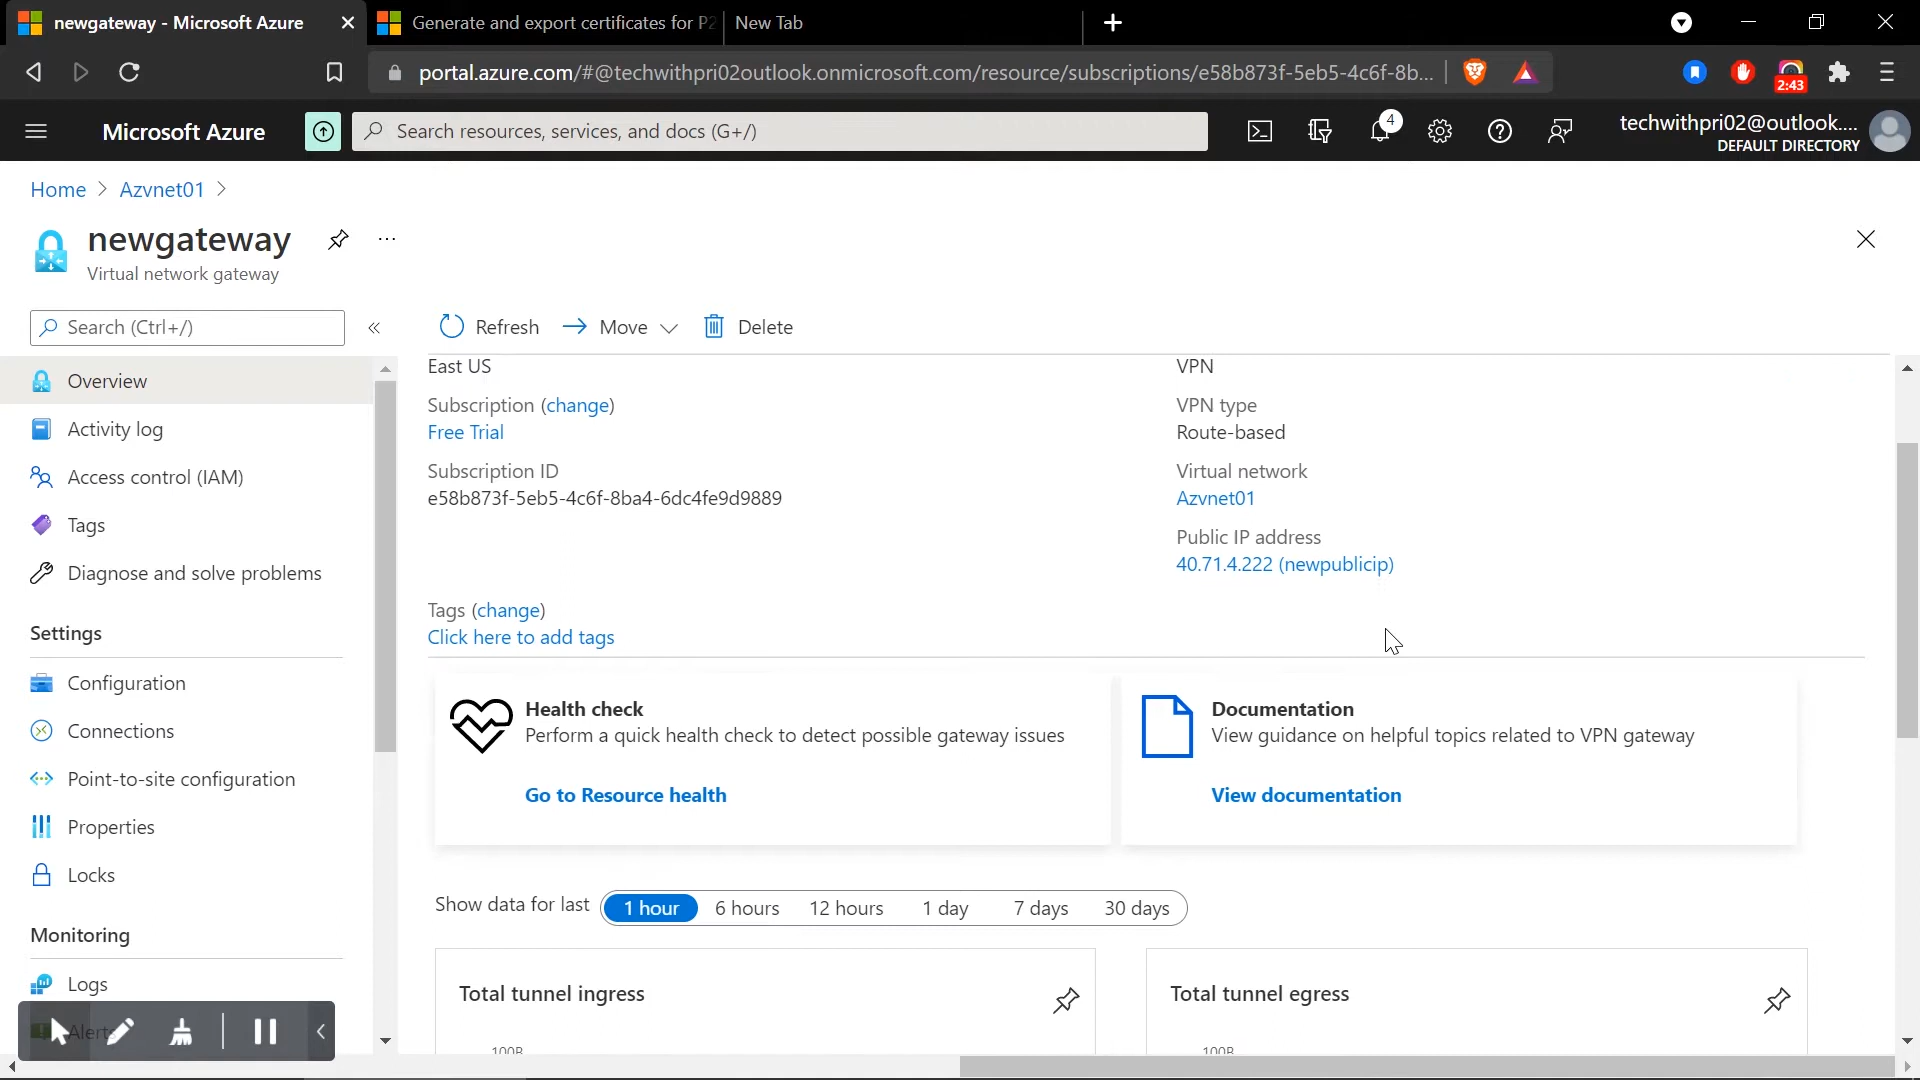 newgateway - Microsoft Azure
Generate and export certificates for P2
New Tab
portal.azure.com/#@techwithpri02outlook.onmicrosoft.com/resource/subscriptions/e58b873f-5eb5-4c6f-8b...
2:43
Microsoft Azure
Search resources, services, and docs (G+/)
4
techwithpri02@outlook....
DEFAULT DIRECTORY
Home > Azvnet01 >
newgateway
...
Virtual network gateway
Search (Ctrl+/)
«
Refresh
Move
Delete
Overview
Activity log
Access control (IAM)
Tags
Diagnose and solve problems
Settings
Configuration
Connections
Point-to-site configuration
Properties
Locks
Monitoring
Logs
Alerts
East US
Subscription (change)
Free Trial
Subscription ID
e58b873f-5eb5-4c6f-8ba4-6dc4fe9d9889
VPN
VPN type
Route-based
Virtual network
Azvnet01
Public IP address
40.71.4.222 (newpublicip)
Tags (change)
Click here to add tags
Health check
Perform a quick health check to detect possible gateway issues
Go to Resource health
Documentation
View guidance on helpful topics related to VPN gateway
View documentation
Show data for last
1 hour
6 hours
12 hours
1 day
7 days
30 days
Total tunnel ingress
100B
Total tunnel egress
100B